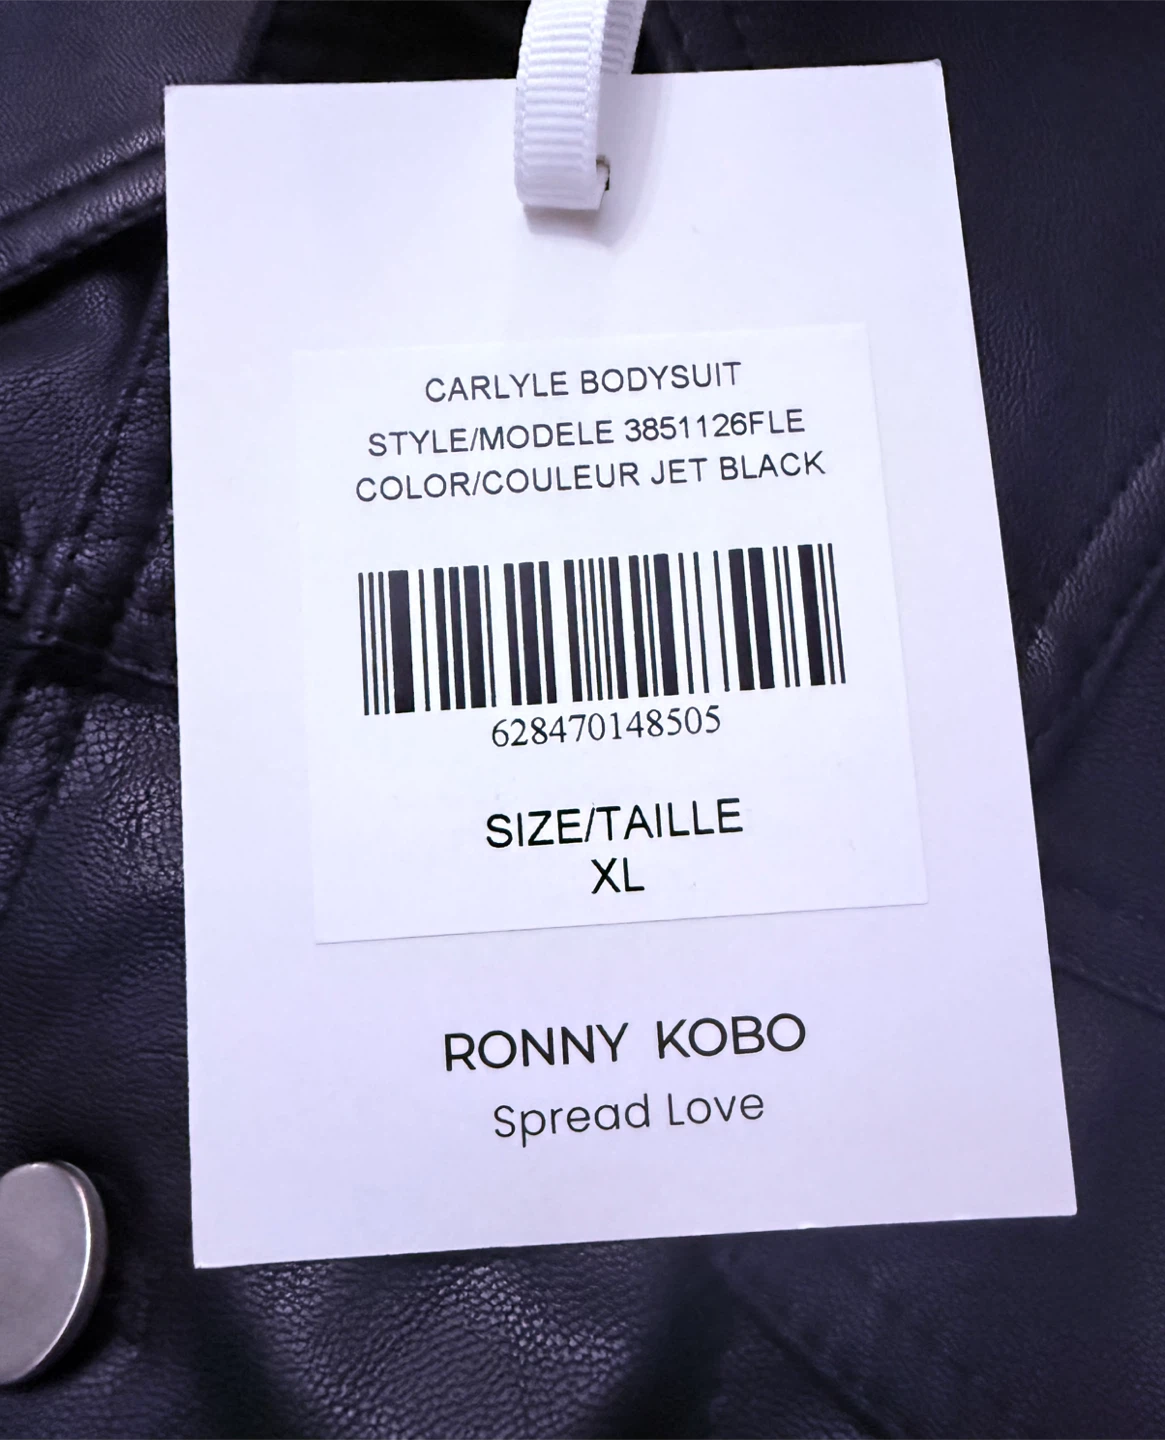 CARLYLE BODYSUIT
STYLE/MODELE 3851126FLE
COLOR/COULEUR JET BLACK
628470148505
SIZE/TAILLE
XL
RONNY KOBO
Spread Love